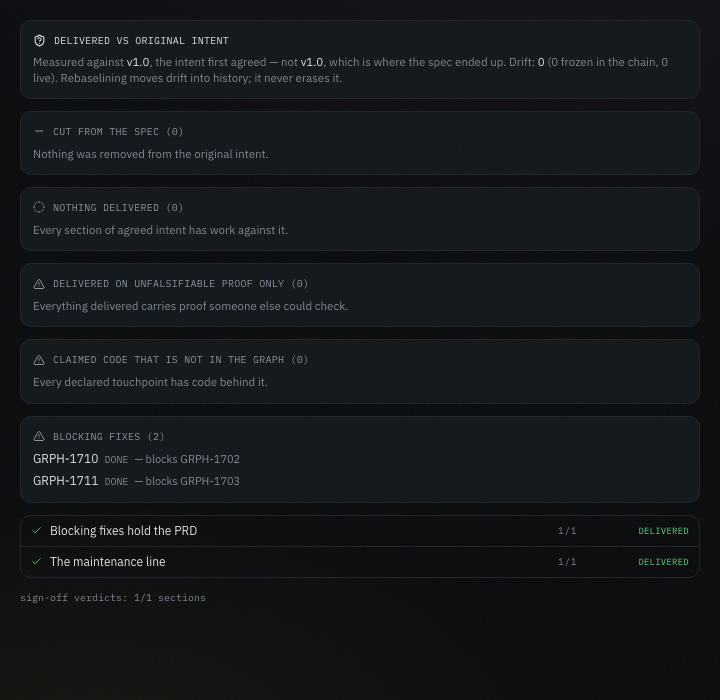 DELIVERED VS ORIGINAL INTENT
Measured against v1.0, the intent first agreed — not v1.0, which is where the spec ended up. Drift: 0 (0 frozen in the chain, 0
live). Rebaselining moves drift into history; it never erases it.
CUT FROM THE SPEC (0)
Nothing was removed from the original intent.
NOTHING DELIVERED (0)
Every section of agreed intent has work against it.
DELIVERED ON UNFALSIFIABLE PROOF ONLY (0)
Everything delivered carries proof someone else could check.
CLAIMED CODE THAT IS NOT IN THE GRAPH (0)
Every declared touchpoint has code behind it.
BLOCKING FIXES (2)
GRPH-1710 DONE — blocks GRPH-1702
GRPH-1711 DONE — blocks GRPH-1703
Blocking fixes hold the PRD 1/1 DELIVERED
The maintenance line 1/1 DELIVERED
sign-off verdicts: 1/1 sections